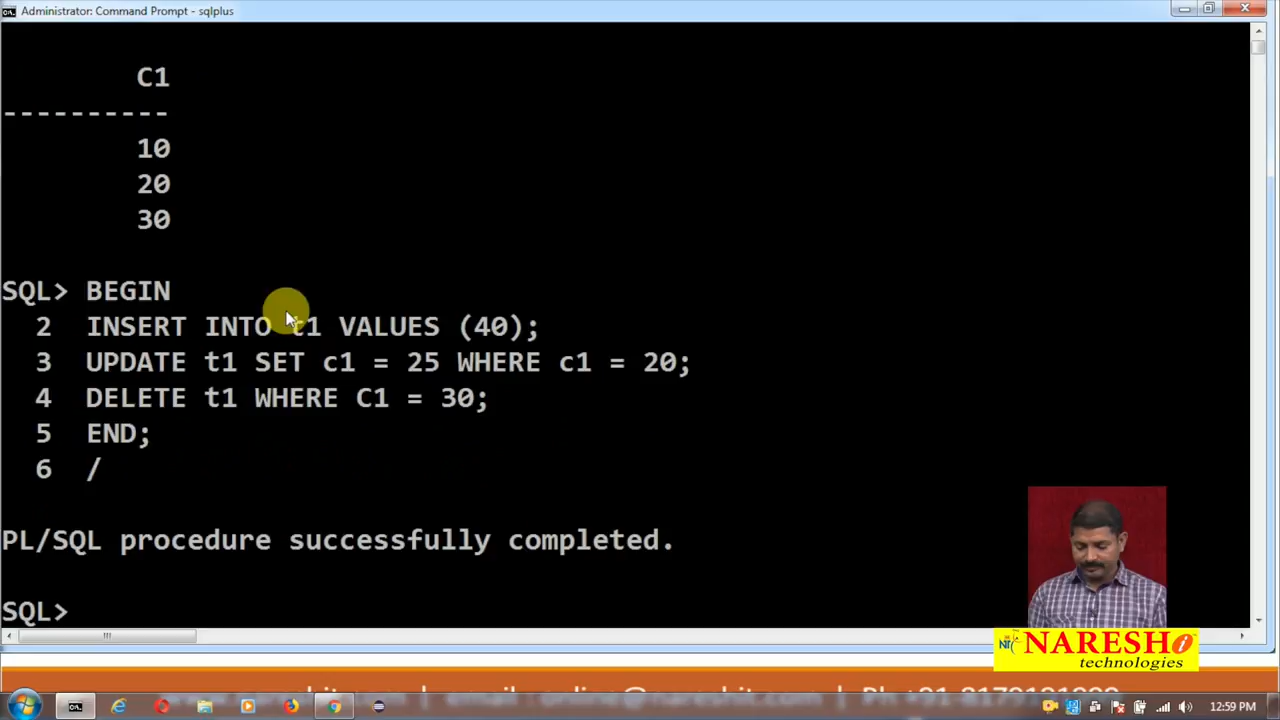 Administrator: Command Prompt - sqlplus
C1
----------
10
20
30
SQL> BEGIN
2 INSERT INTO t1 VALUES (40);
3 UPDATE t1 SET c1 = 25 WHERE c1 = 20;
4 DELETE t1 WHERE C1 = 30;
5 END;
6 /
PL/SQL procedure successfully completed.
SQL>
NARESH i
technologies
12:59 PM